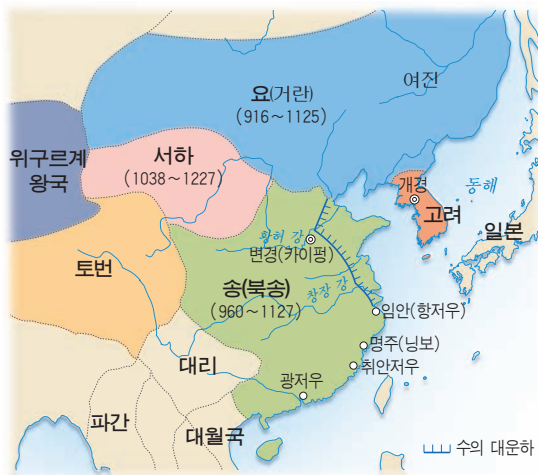 요(거란)
(916~1125)
여진
위구르계
왕국
서하
(1038~1227)
개경
동해
고려
일본
황허 강
변경(카이펑)
토번
송(북송)
(960~1127)
창장 강
임안(항저우)
명주(닝보)
취안저우
대리
광저우
파간
대월국
수의 대운하